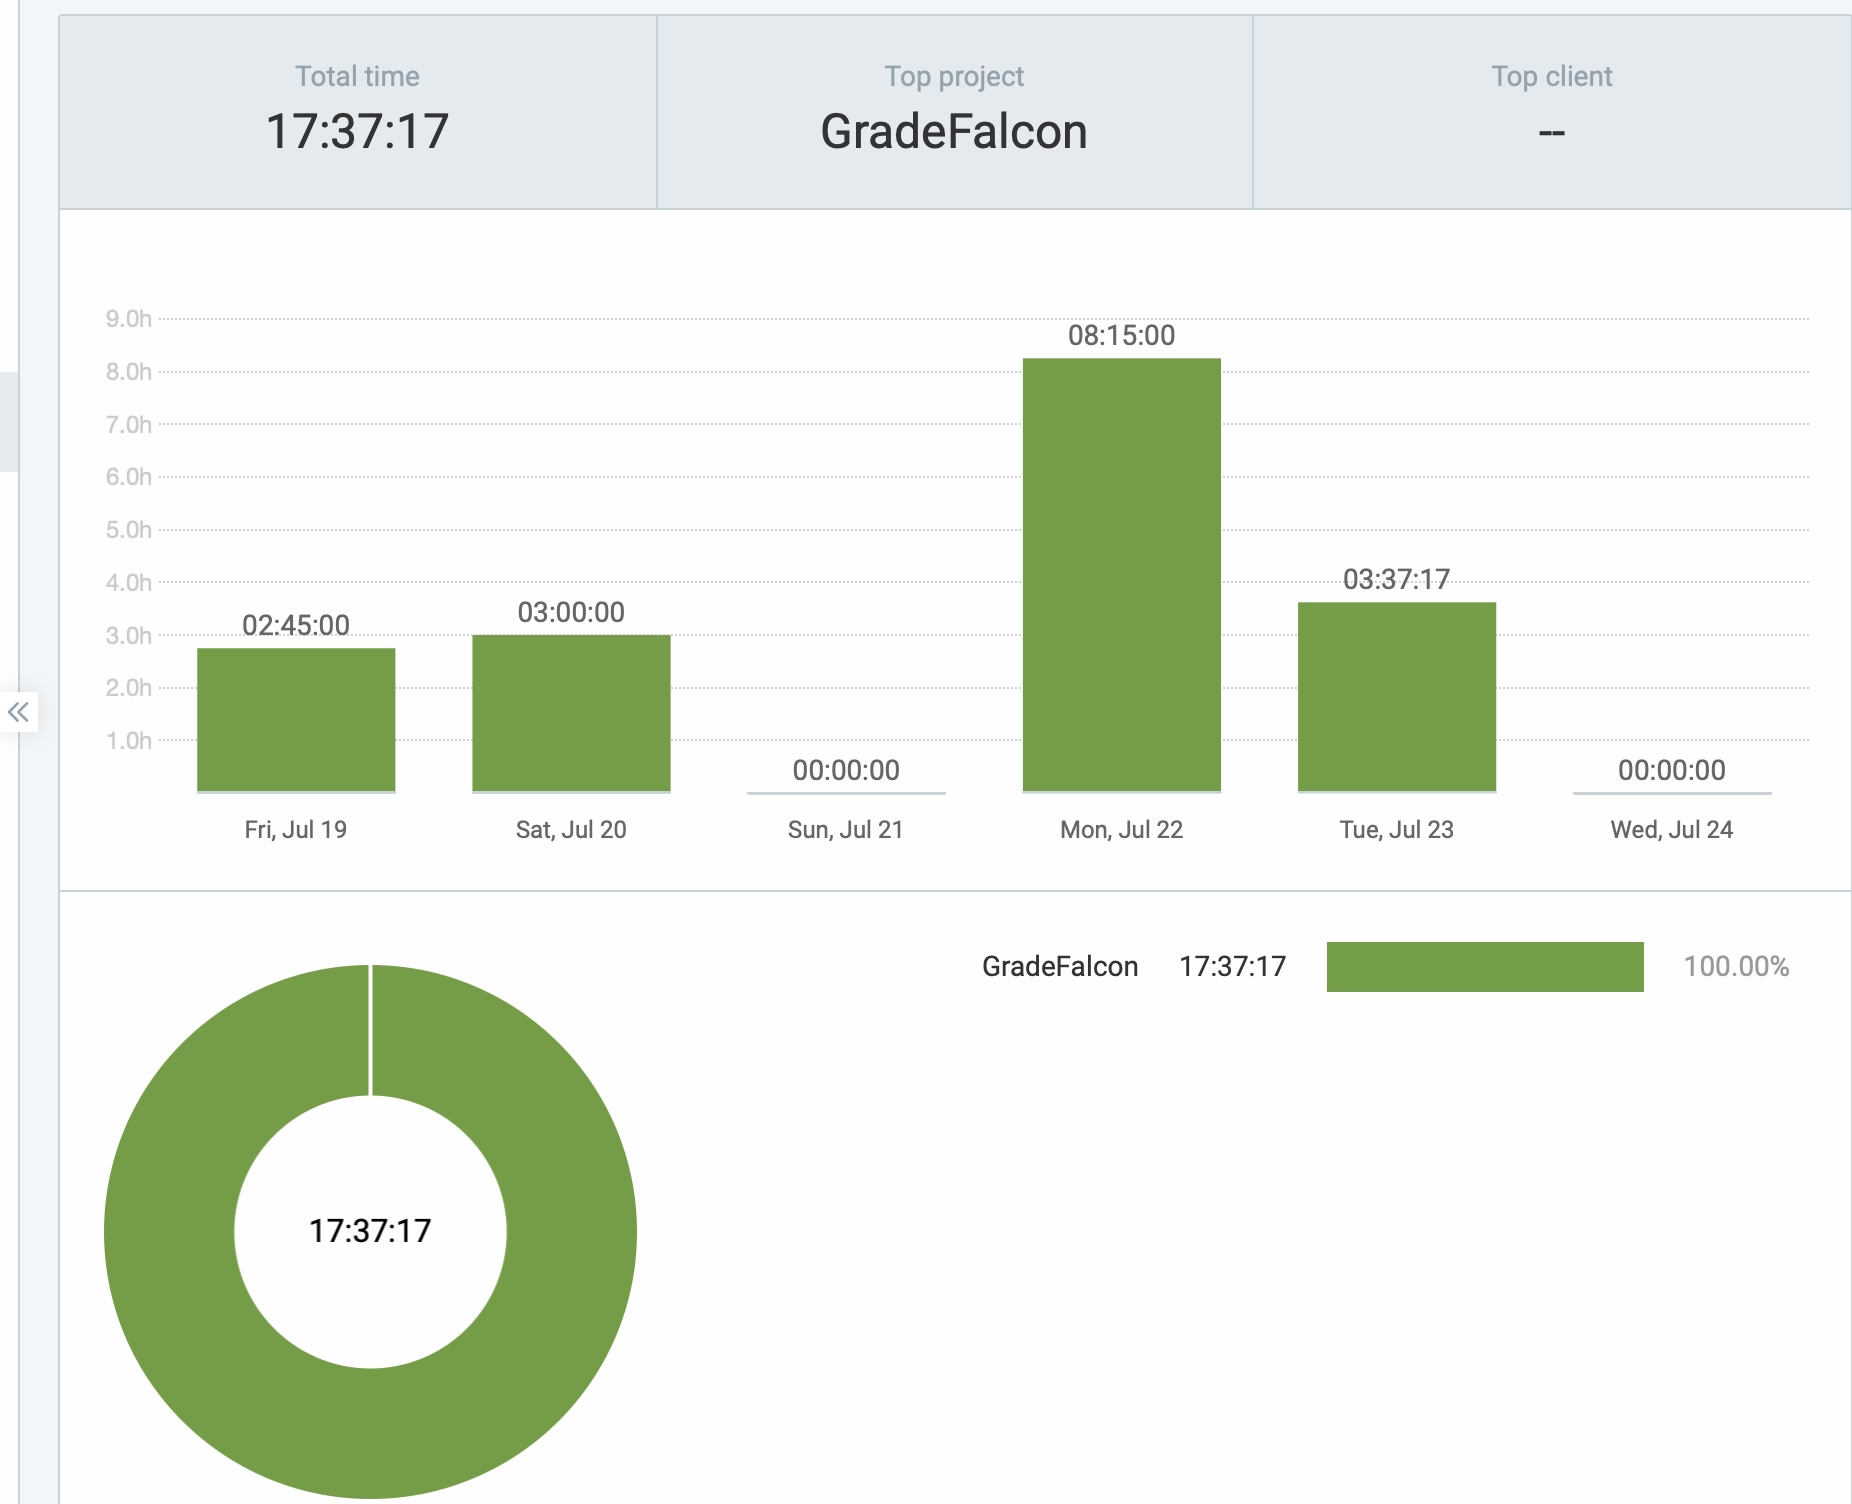 Total time
17:37:17
Top project
GradeFalcon
Top client
--
9.0h
8.0h
7.0h
6.0h
5.0h
4.0h
3.0h
2.0h
1.0h
02:45:00
03:00:00
00:00:00
08:15:00
03:37:17
00:00:00
Fri, Jul 19
Sat, Jul 20
Sun, Jul 21
Mon, Jul 22
Tue, Jul 23
Wed, Jul 24
GradeFalcon 17:37:17 100.00%
17:37:17